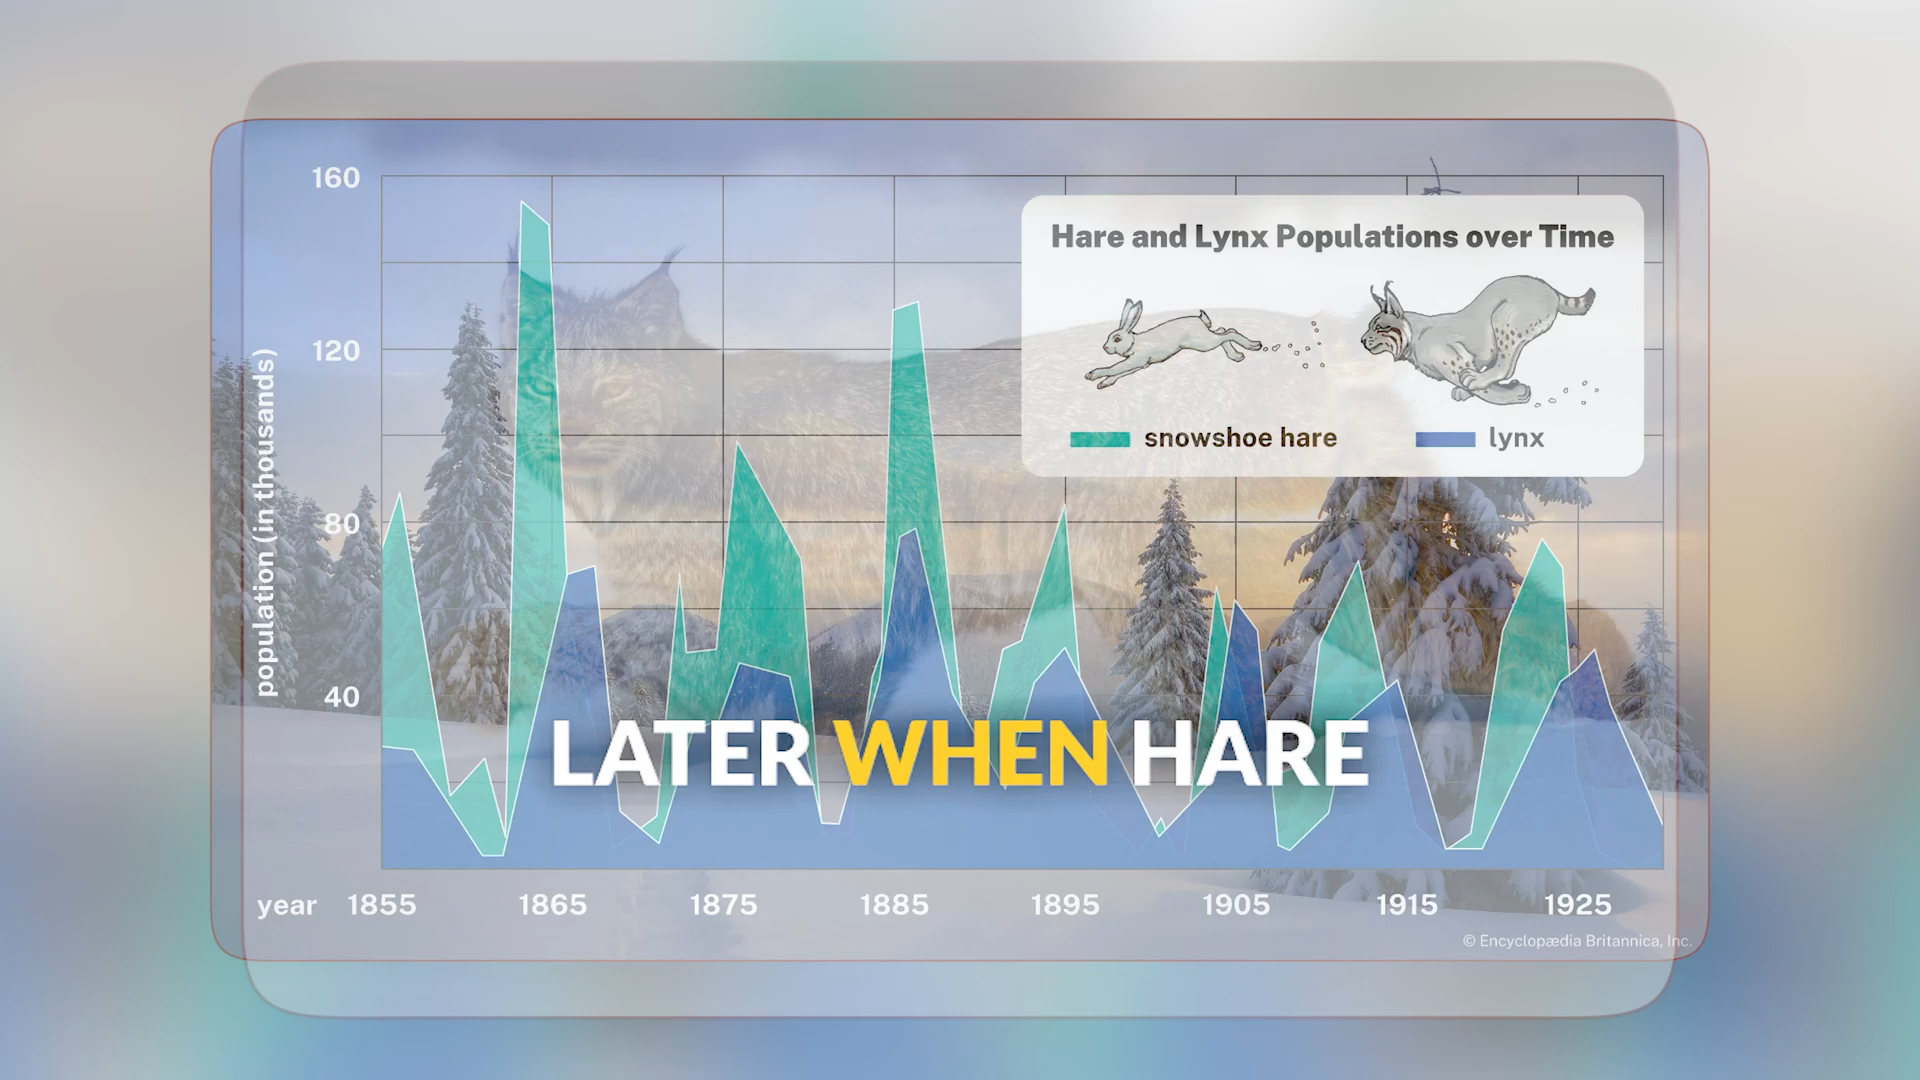 160
120
80
40
population (in thousands)
Hare and Lynx Populations over Time
snowshoe hare
lynx
LATER WHEN HARE
year
1855
1865
1875
1885
1895
1905
1915
1925
© Encyclopædia Britannica, Inc.